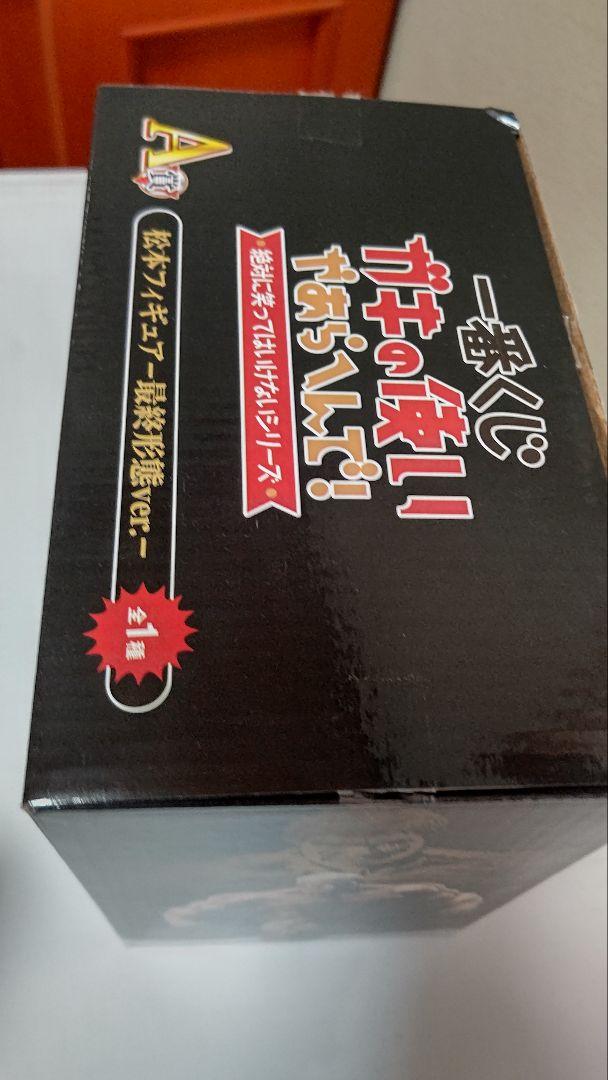 一番くじ
ガキの使い
やあらへんで!
絶対に笑ってはいけないシリーズ
A賞
松本フィギュアー最終形態ver.ー
全1種